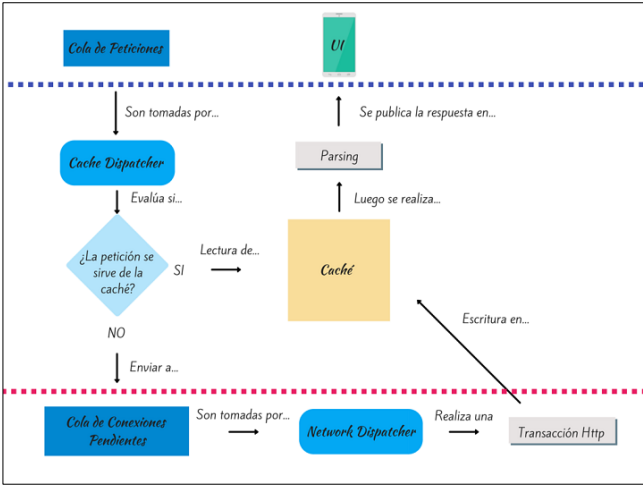 Cola de Peticiones
UI
Son tomadas por...
Se publica la respuesta en...
Cache Dispatcher
Parsing
Evalúa si...
Luego se realiza...
¿La petición se
sirve de la
caché?
SI
Lectura de...
Caché
NO
Escritura en...
Enviar a...
Cola de Conexiones
Pendientes
Son tomadas por...
Network Dispatcher
Realiza una
Transacción Http